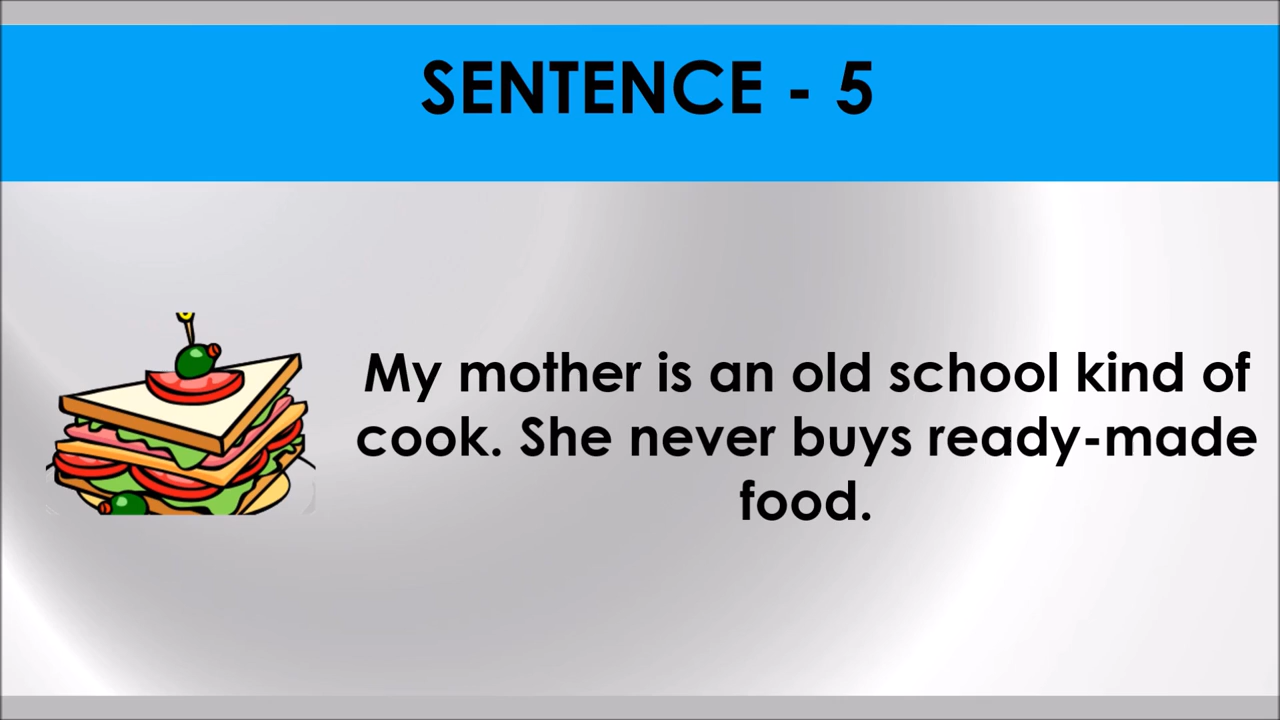 SENTENCE - 5
My mother is an old school kind of
cook. She never buys ready-made
food.